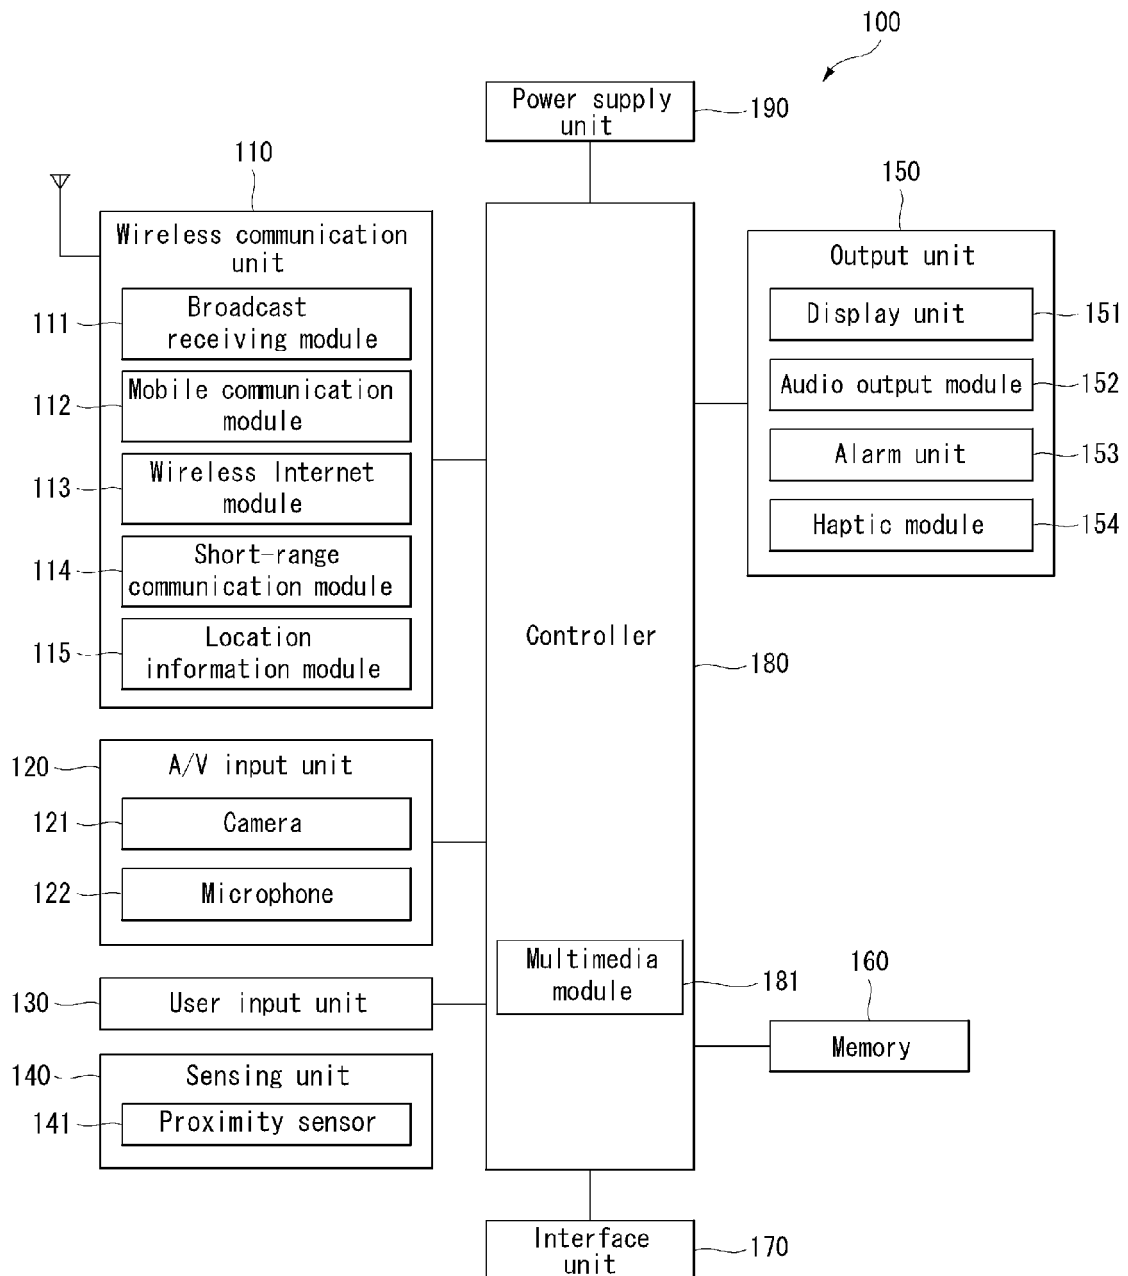 100
Power supply
unit
190
110
Wireless communication
unit
111
Broadcast
receiving module
112
Mobile communication
module
113
Wireless Internet
module
114
Short-range
communication module
115
Location
information module
150
Output unit
Display unit
151
Audio output module
152
Alarm unit
153
Haptic module
154
Controller
180
120
A/V input unit
121
Camera
122
Microphone
Multimedia
module
181
130
User input unit
160
Memory
140
Sensing unit
141
Proximity sensor
Interface
unit
170